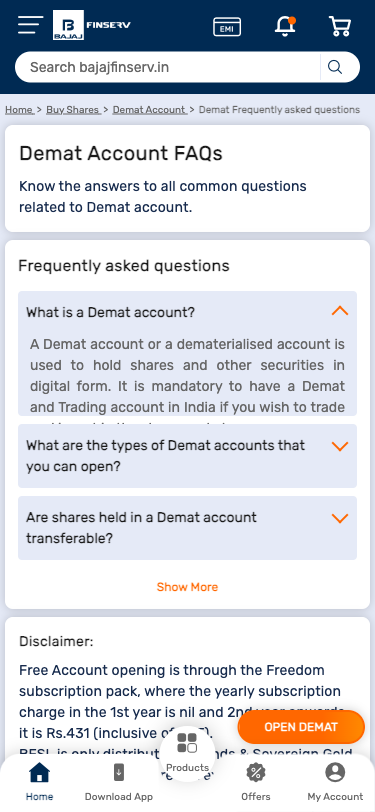 BAJAJ FINSERV
EMI
Search bajajfinserv.in
Home > Buy Shares > Demat Account > Demat Frequently asked questions
Demat Account FAQs
Know the answers to all common questions
related to Demat account.
Frequently asked questions
What is a Demat account?
A Demat account or a dematerialised account is
used to hold shares and other securities in
digital form. It is mandatory to have a Demat
and Trading account in India if you wish to trade
What are the types of Demat accounts that
you can open?
Are shares held in a Demat account
transferable?
Show More
Disclaimer:
Free Account opening is through the Freedom
subscription pack, where the yearly subscription
charge in the 1st year is nil and 2nd year onwards
it is Rs.431 (inclusive
OPEN DEMAT
BFSL is only & Sovereign Gold
Home
Download App
Products
Offers
My Account